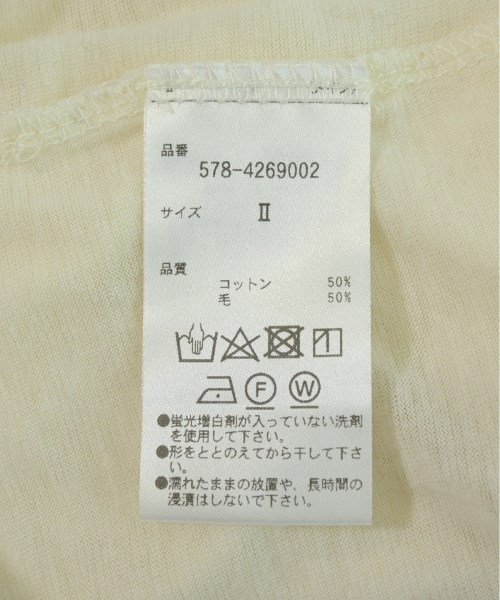 品番
578-4269002
サイズ Ⅱ
品質
コットン 50%
毛 50%
F W
●蛍光増白剤が入っていない洗剤
を使用して下さい。
●形をととのえてから干して下さ
い。
●濡れたままの放置や、長時間の
浸漬はしないで下さい。